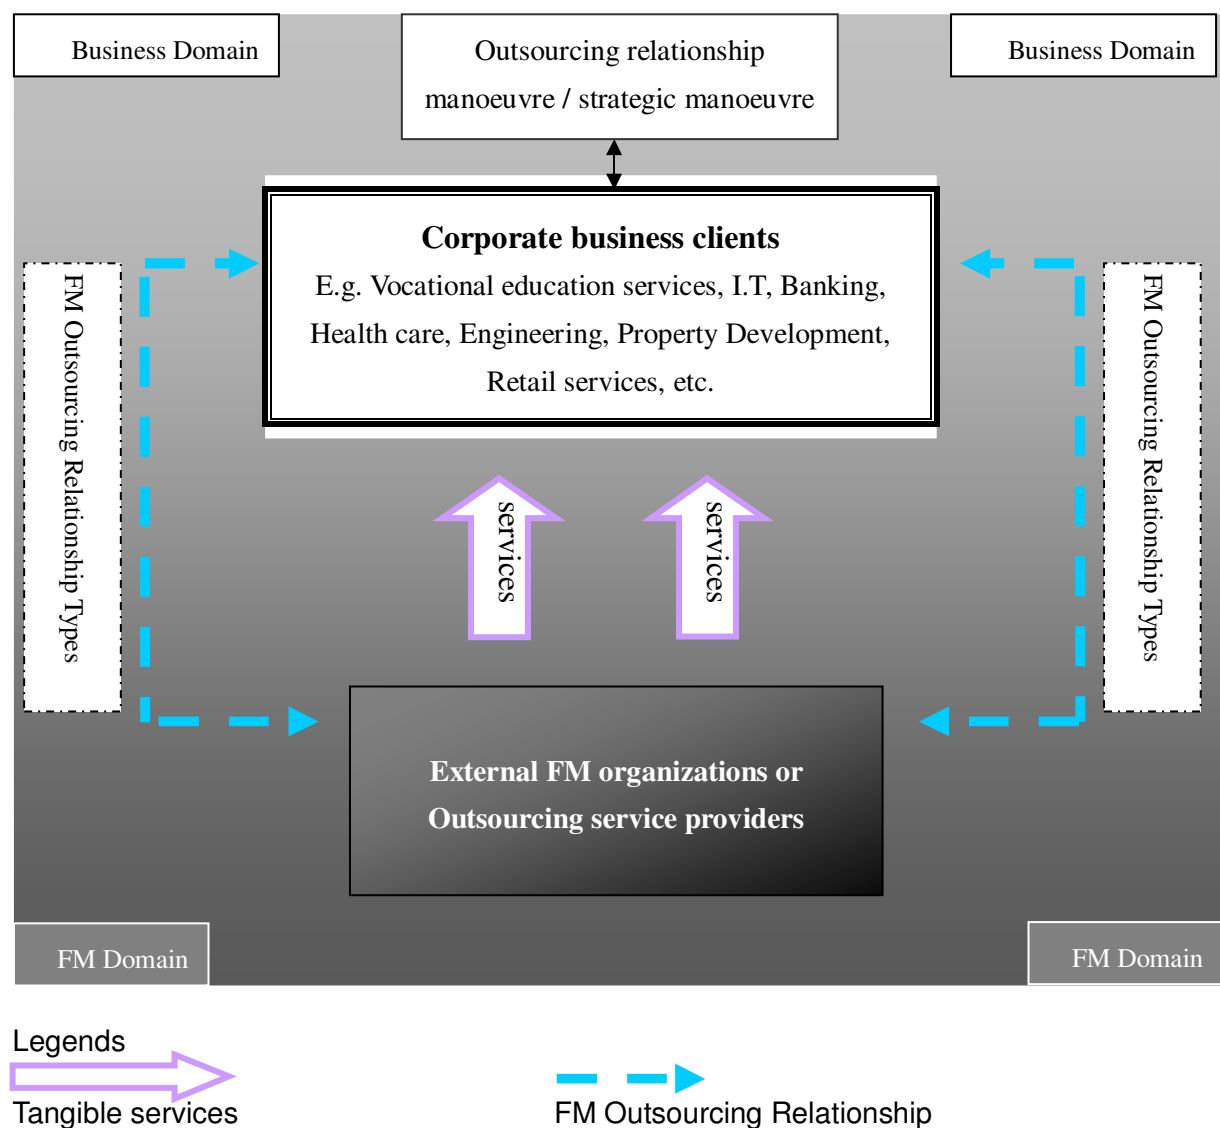 Business Domain
Outsourcing relationship
manoeuvre / strategic manoeuvre
Business Domain
Corporate business clients
E.g. Vocational education services, I.T, Banking,
Health care, Engineering, Property Development,
Retail services, etc.
FM Outsourcing Relationship Types
FM Outsourcing Relationship Types
services
services
External FM organizations or
Outsourcing service providers
FM Domain
FM Domain
Legends
Tangible services
FM Outsourcing Relationship